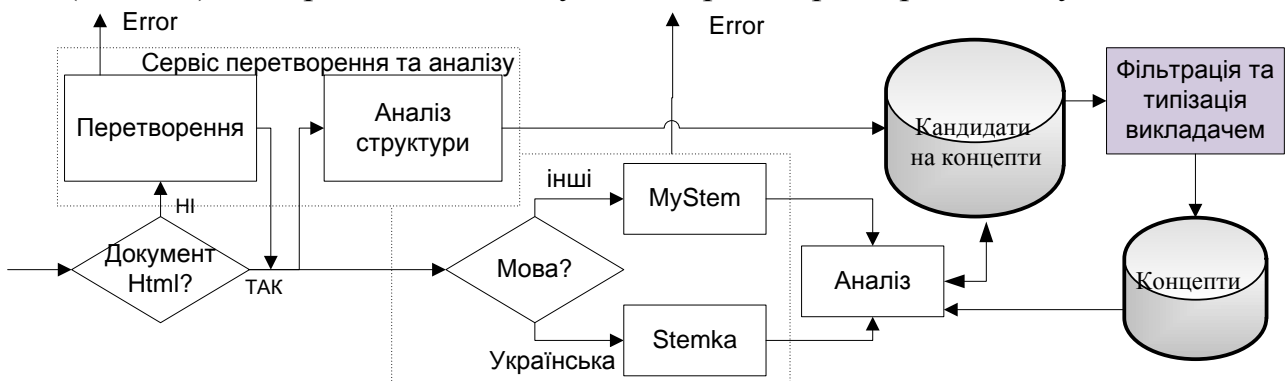 Error
Error
Сервіс перетворення та аналізу
Перетворення
Аналіз
структури
Кандидати
на концепти
Фільтрація та
типізація
викладачем
НІ
інші
MyStem
Документ
Html?
ТАК
Мова?
Аналіз
Концепти
Українська
Stemka